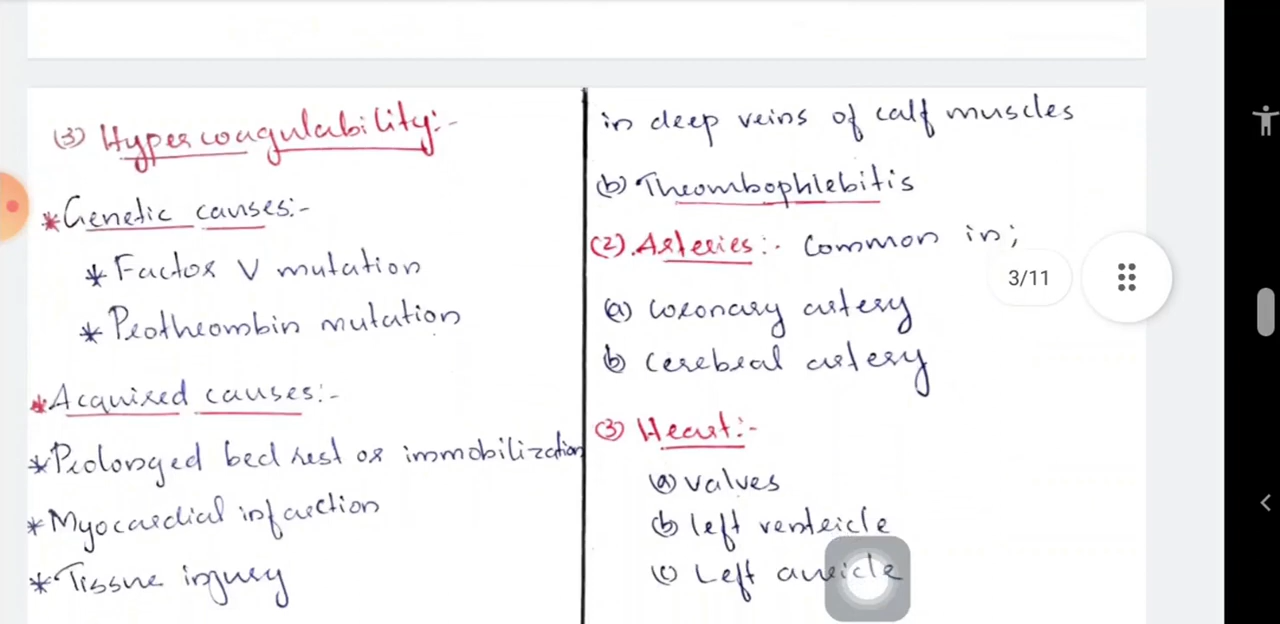 (3) Hypercoagulability:-
*Genetic causes:-
* Factor V mutation
* Prothrombin mutation
*Acquired causes:-
*Prolonged bed rest or immobilization
*Myocardial infarction
*Tissue injury
in deep veins of calf muscles
(b) Thrombophlebitis
(2). Arteries:- Common in;
(a) Coronary artery
(b) Cerebral artery
(3) Heart:-
(a) valves
(b) left ventricle
(c) Left auricle
3/11